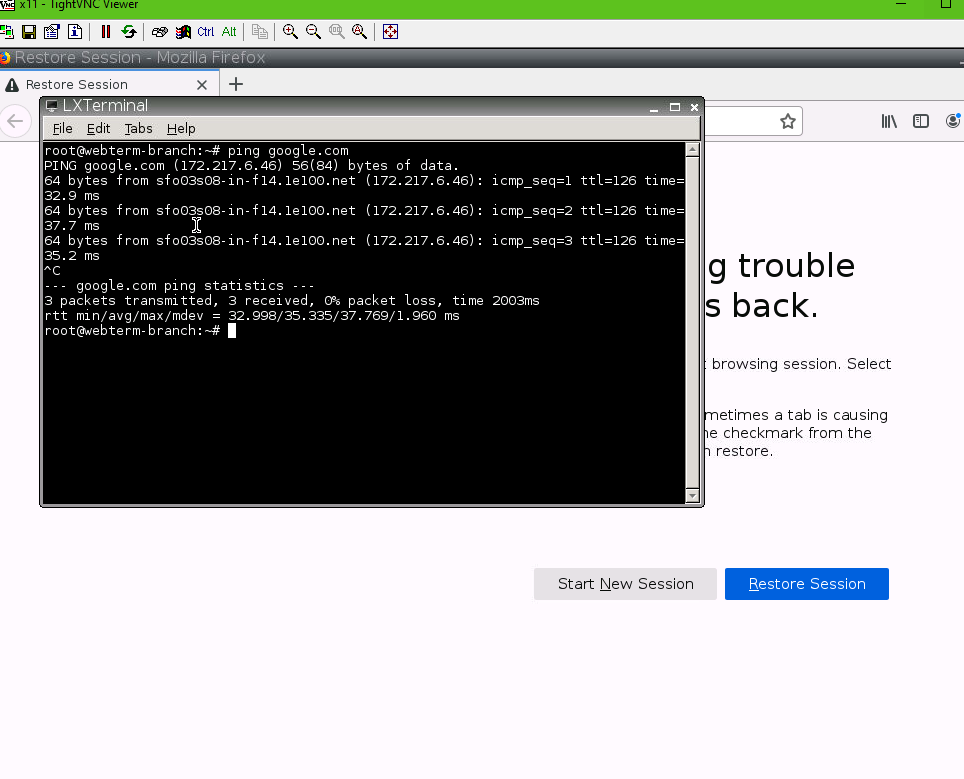 x11 - TightVNC Viewer
Ctrl Alt
Restore Session - Mozilla Firefox
Restore Session
LXTerminal
File Edit Tabs Help
root@webterm-branch:~# ping google.com
PING google.com (172.217.6.46) 56(84) bytes of data.
64 bytes from sfo03s08-in-f14.1e100.net (172.217.6.46): icmp_seq=1 ttl=126 time=
32.9 ms
64 bytes from sfo03s08-in-f14.1e100.net (172.217.6.46): icmp_seq=2 ttl=126 time=
37.7 ms
64 bytes from sfo03s08-in-f14.1e100.net (172.217.6.46): icmp_seq=3 ttl=126 time=
35.2 ms
^C
--- google.com ping statistics ---
3 packets transmitted, 3 received, 0% packet loss, time 2003ms
rtt min/avg/max/mdev = 32.998/35.335/37.769/1.960 ms
root@webterm-branch:~#
g trouble
s back.
browsing session. Select
metimes a tab is causing
e checkmark from the
restore.
Start New Session
Restore Session